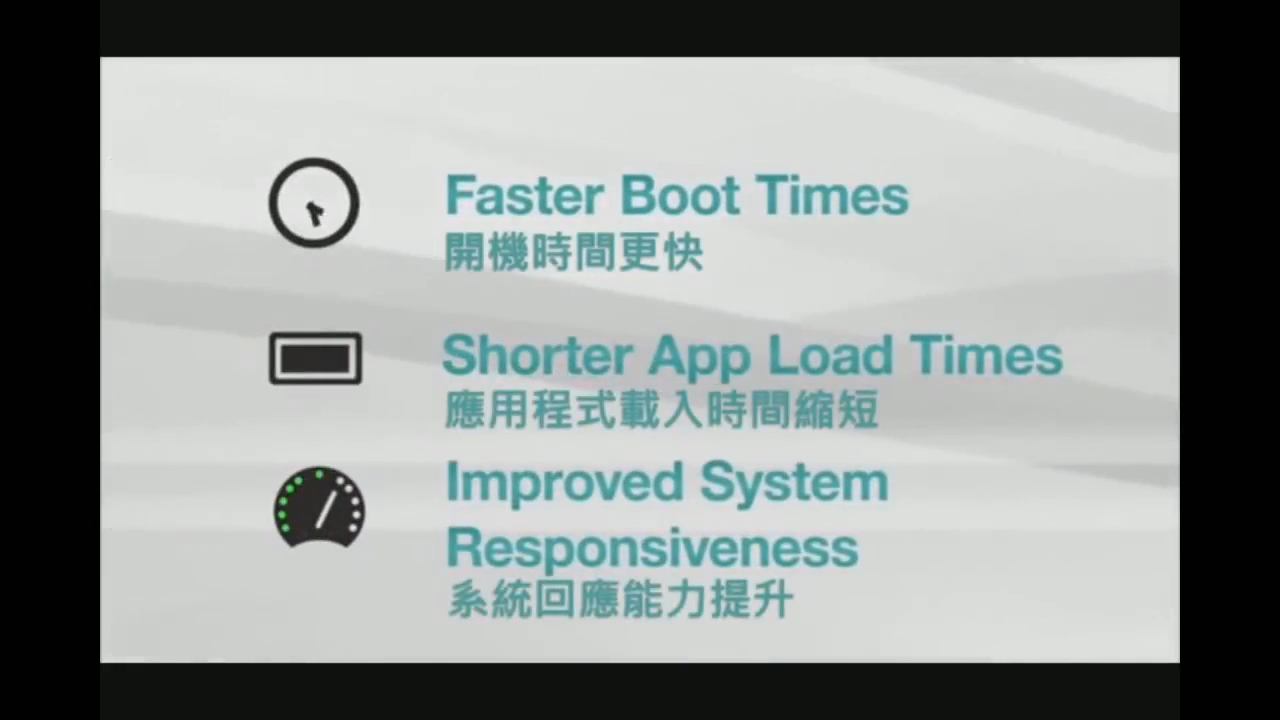 Faster Boot Times
開機時間更快
Shorter App Load Times
應用程式載入時間縮短
Improved System
Responsiveness
系統回應能力提升